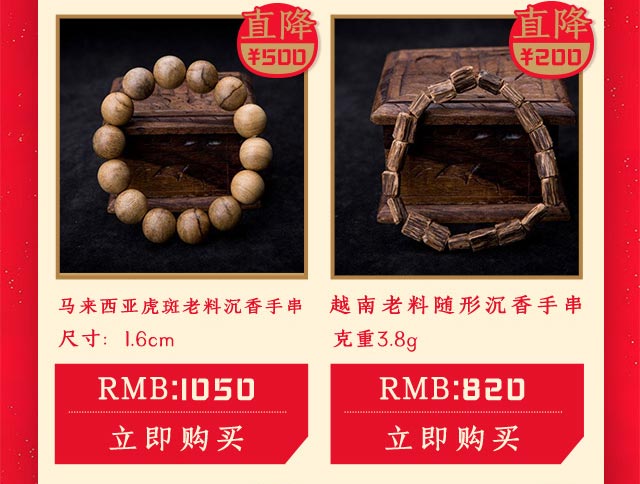 直降
¥500
直降
¥200
马来西亚虎斑老料沉香手串
尺寸：1.6cm
越南老料随形沉香手串
克重3.8g
RMB:1050
立即购买
RMB:820
立即购买